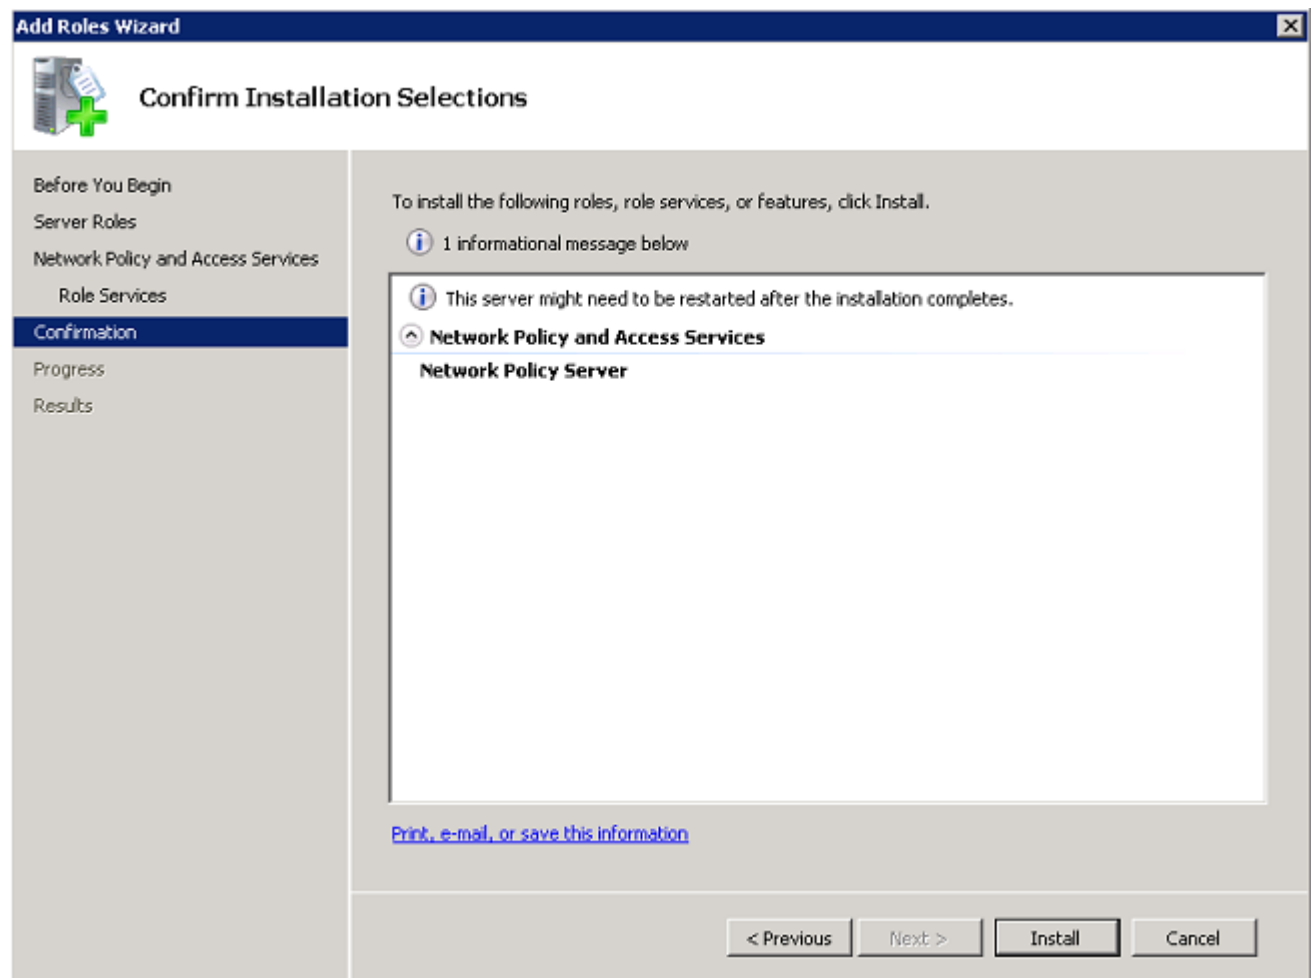 Add Roles Wizard
Confirm Installation Selections
Before You Begin
Server Roles
Network Policy and Access Services
Role Services
Confirmation
Progress
Results
To install the following roles, role services, or features, click Install.
1 informational message below
This server might need to be restarted after the installation completes.
Network Policy and Access Services
Network Policy Server
Print, e-mail, or save this information
< Previous
Next >
Install
Cancel